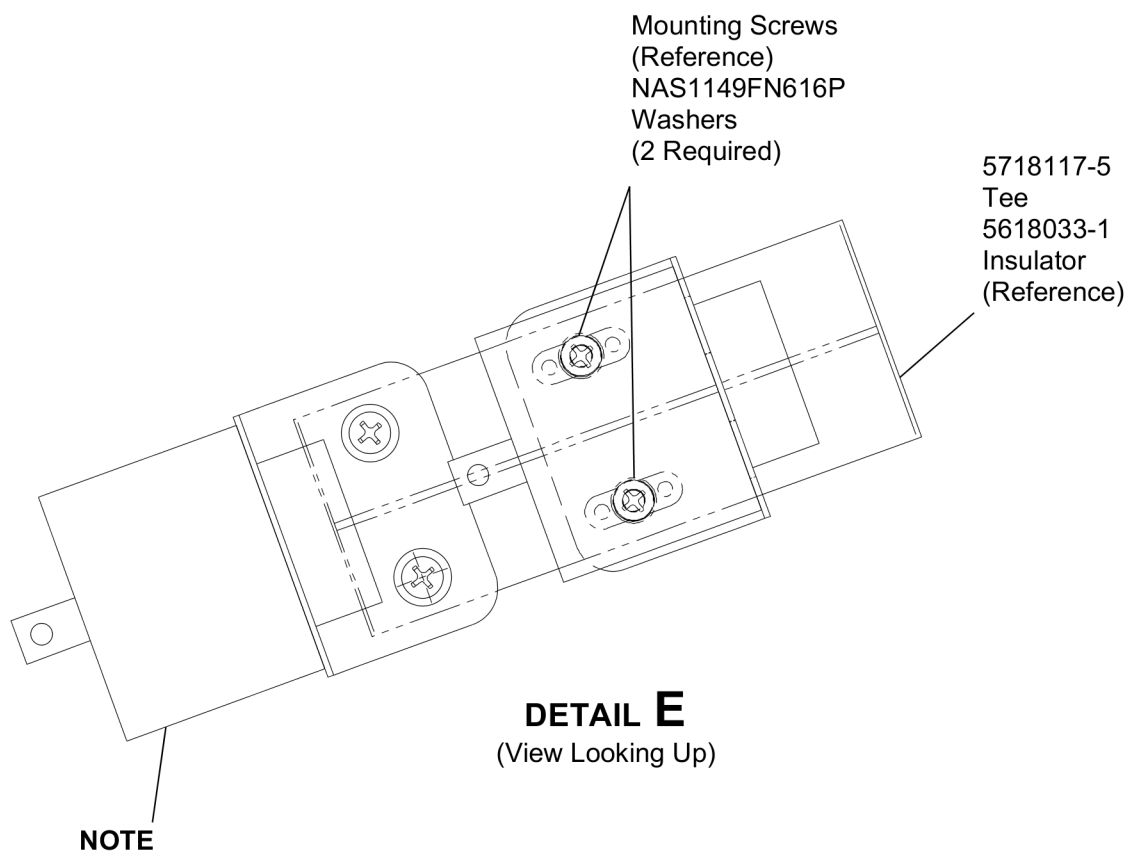 Mounting Screws
(Reference)
NAS1149FN616P
Washers
(2 Required)
5718117-5
Tee
5618033-1
Insulator
(Reference)
DETAIL E
(View Looking Up)
NOTE